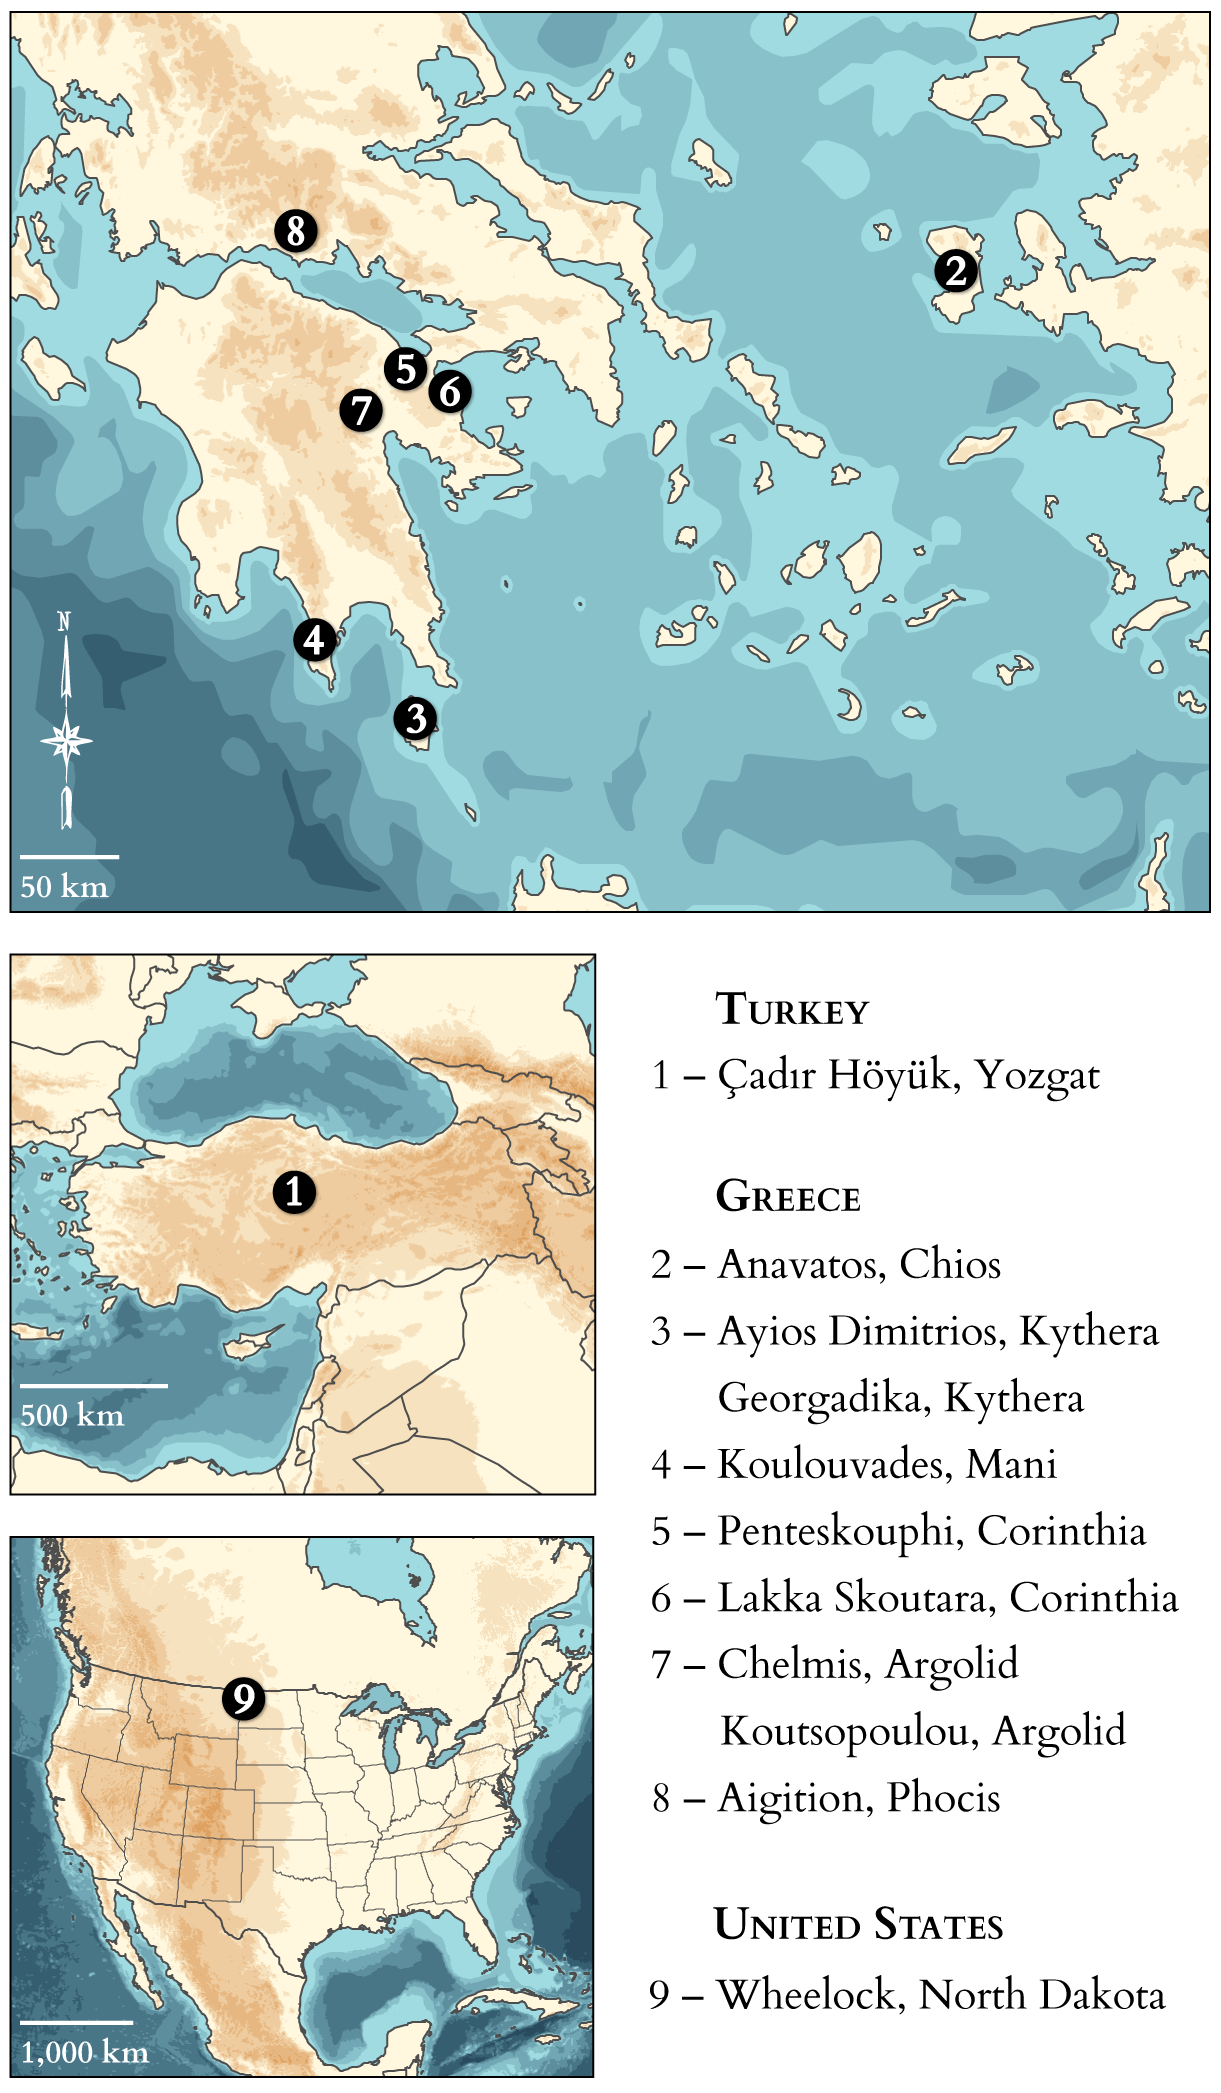 8
2
5
6
7
N
4
3
50 km
1
500 km
9
1,000 km
Turkey
1 – Çadır Höyük, Yozgat
Greece
2 – Anavatos, Chios
3 – Ayios Dimitrios, Kythera
Georgadika, Kythera
4 – Koulouvades, Mani
5 – Penteskouphi, Corinthia
6 – Lakka Skoutara, Corinthia
7 – Chelmis, Argolid
Koutsopoulou, Argolid
8 – Aigition, Phocis
United States
9 – Wheelock, North Dakota